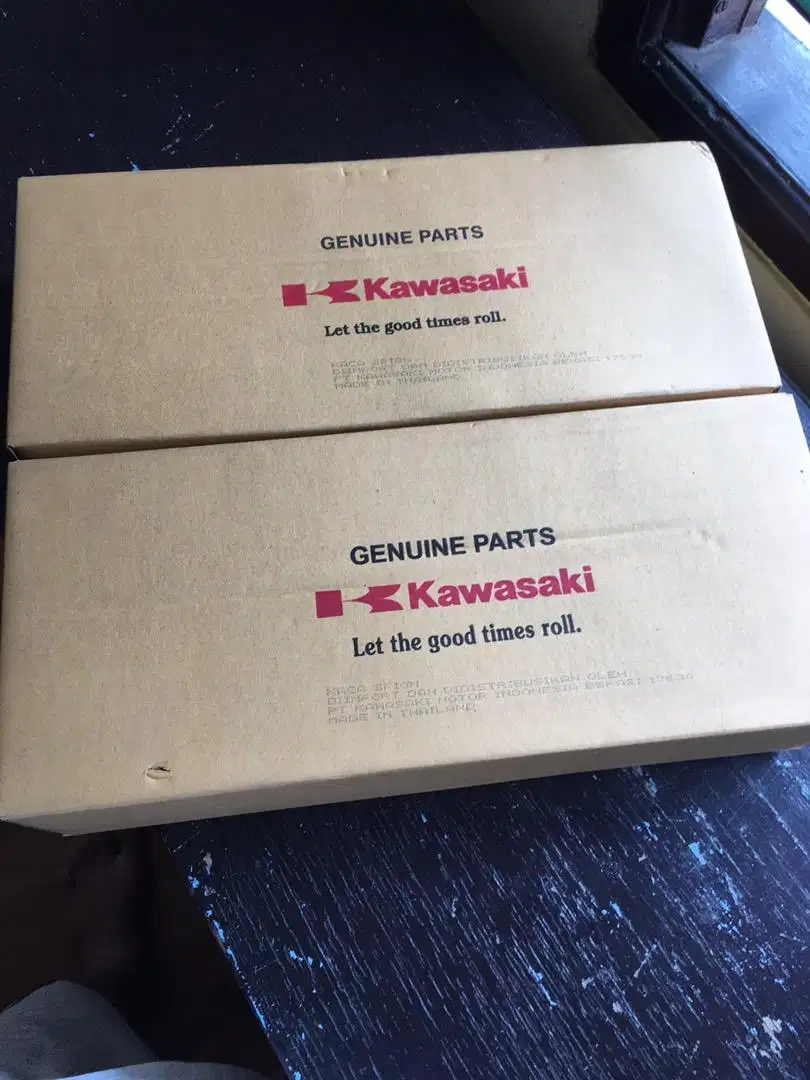 GENUINE PARTS
Kawasaki
Let the good times roll.
KACA SPION
DIIMPORT DAN DIDISTRIBUSIKAN OLEH
PT KAWASAKI MOTOR INDONESIA BEKASI 17530
MADE IN THAILAND
GENUINE PARTS
Kawasaki
Let the good times roll.
KACA SPION
DIIMPORT DAN DIDISTRIBUSIKAN OLEH
PT KAWASAKI MOTOR INDONESIA BEKASI 17530
MADE IN THAILAND